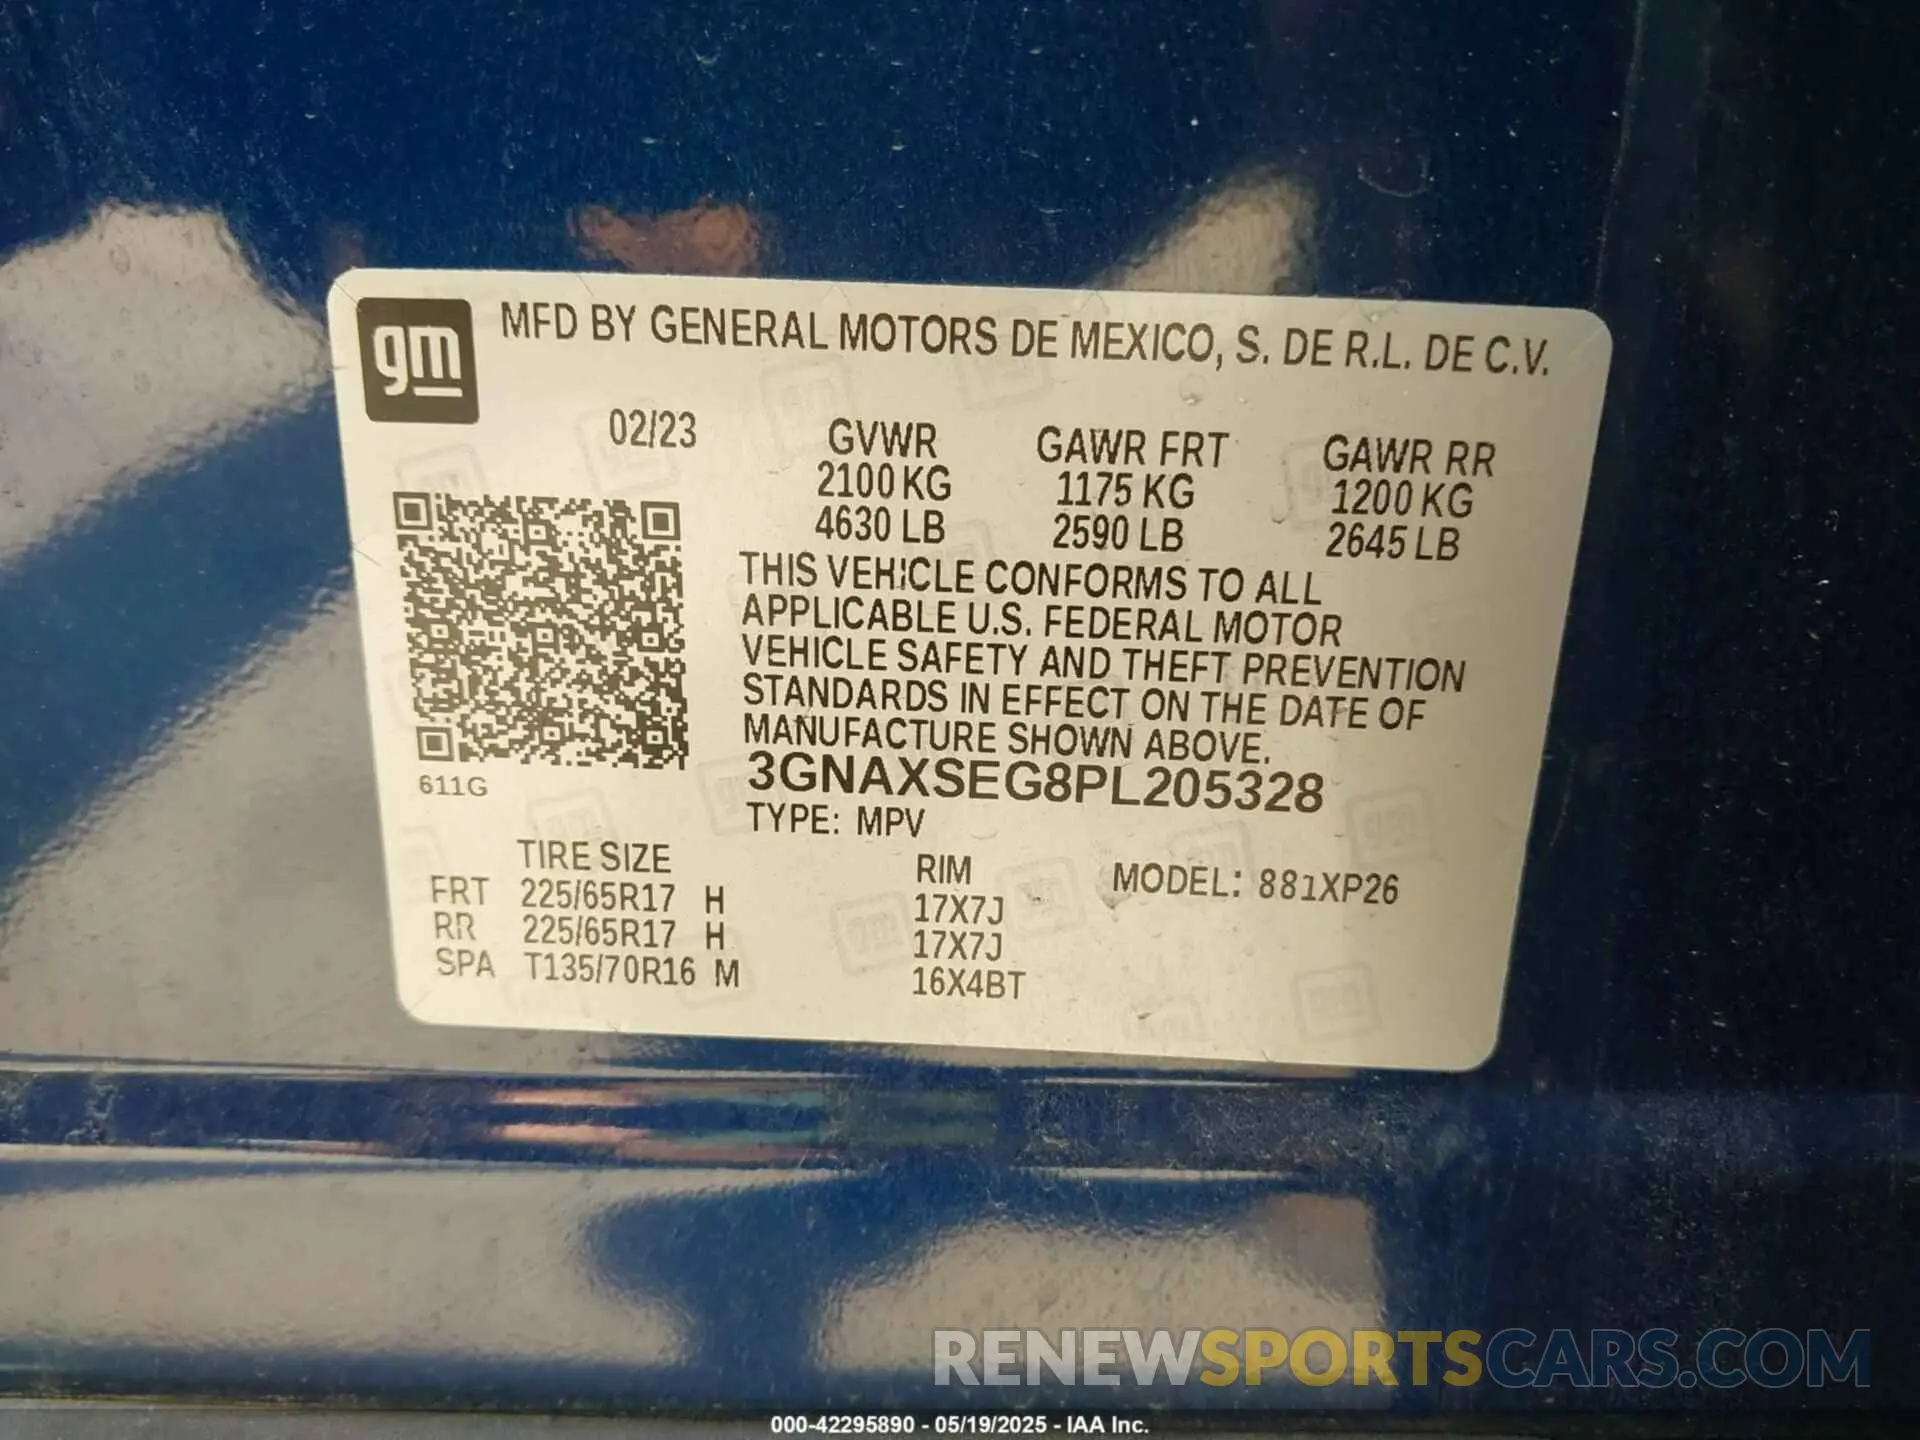 gm
MFD BY GENERAL MOTORS DE MEXICO, S. DE R.L. DE C.V.
02/23 GVWR GAWR FRT GAWR RR
2100 KG 1175 KG 1200 KG
4630 LB 2590 LB 2645 LB
THIS VEHICLE CONFORMS TO ALL
APPLICABLE U.S. FEDERAL MOTOR
VEHICLE SAFETY AND THEFT PREVENTION
STANDARDS IN EFFECT ON THE DATE OF
MANUFACTURE SHOWN ABOVE.
611G 3GNAXSEG8PL205328
TYPE: MPV
TIRE SIZE RIM MODEL: 881XP26
FRT 225/65R17 H 17X7J
RR 225/65R17 H 17X7J
SPA T135/70R16 M 16X4BT
RENEWSPORTSCARS.COM
000-42295890 - 05/19/2025 - IAA Inc.